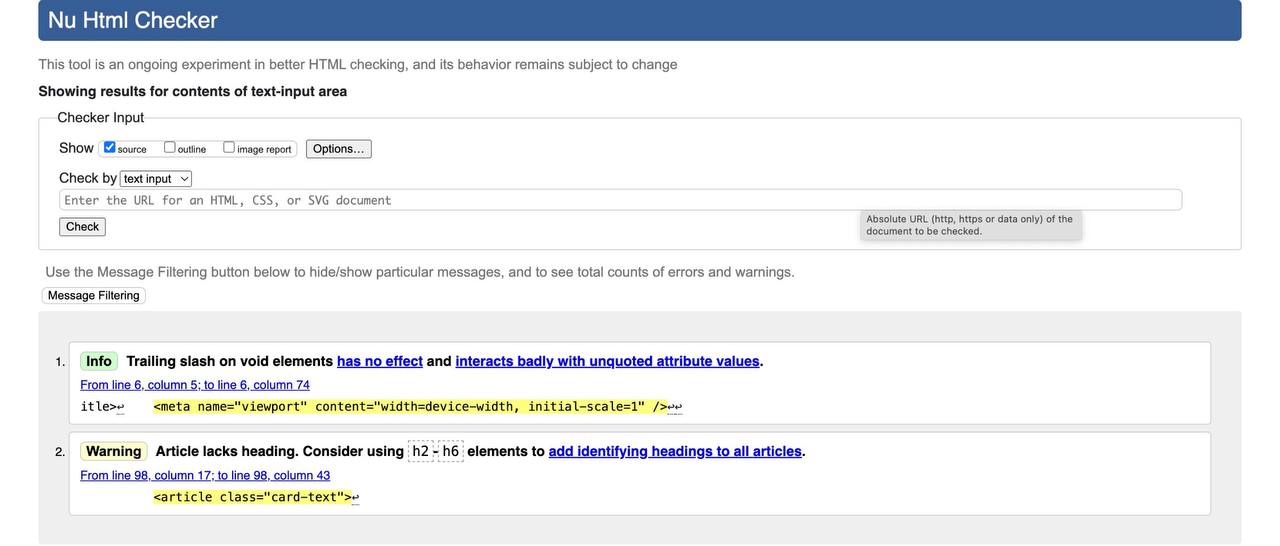 Nu Html Checker
This tool is an ongoing experiment in better HTML checking, and its behavior remains subject to change
Showing results for contents of text-input area
Checker Input
Show source outline image report Options...
Check by text input
Enter the URL for an HTML, CSS, or SVG document
Absolute URL (http, https or data only) of the
document to be checked.
Check
Use the Message Filtering button below to hide/show particular messages, and to see total counts of errors and warnings.
Message Filtering
1. Info Trailing slash on void elements has no effect and interacts badly with unquoted attribute values.
From line 6, column 5; to line 6, column 74
itle>↩ <meta name="viewport" content="width=device-width, initial-scale=1" />↩↩
2. Warning Article lacks heading. Consider using h2-h6 elements to add identifying headings to all articles.
From line 98, column 17; to line 98, column 43
<article class="card-text">↩